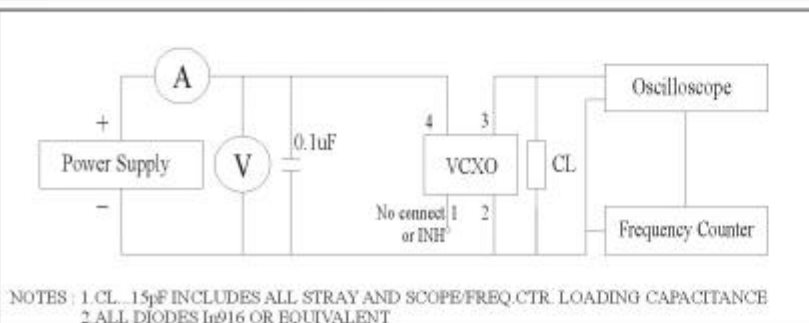 A
Oscilloscope
+
4
3
0.1uF
Power Supply
V
VCXO
CL
−
No connect 1
2
or INH
Frequency Counter
NOTES : 1.CL...15pF INCLUDES ALL STRAY AND SCOPE/FREQ.CTR. LOADING CAPACITANCE
2.ALL DIODES In916 OR EQUIVALENT